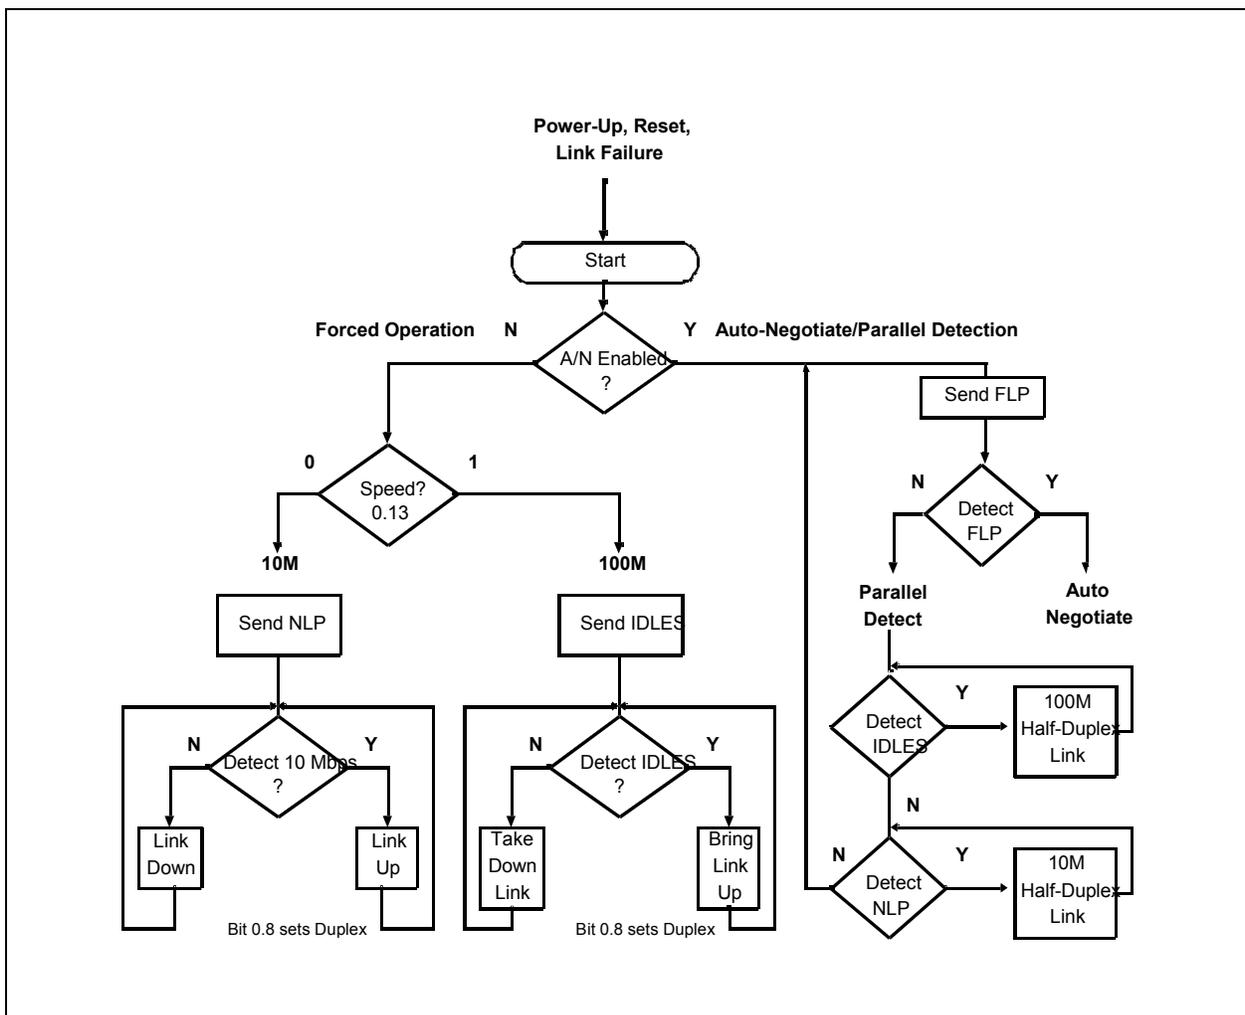 Power-Up, Reset,
Link Failure
Start
Forced Operation N
Y Auto-Negotiate/Parallel Detection
A/N Enabled
?
Send FLP
0
1
Speed?
0.13
N
Y
Detect
FLP
10M
100M
Parallel
Detect
Auto
Negotiate
Send NLP
Send IDLES
N
Y
Detect 10 Mbps
?
Link
Down
Link
Up
Bit 0.8 sets Duplex
N
Y
Detect IDLES
?
Take
Down
Link
Bring
Link
Up
Bit 0.8 sets Duplex
Y
Detect
IDLES
100M
Half-Duplex
Link
N
N
Y
Detect
NLP
10M
Half-Duplex
Link